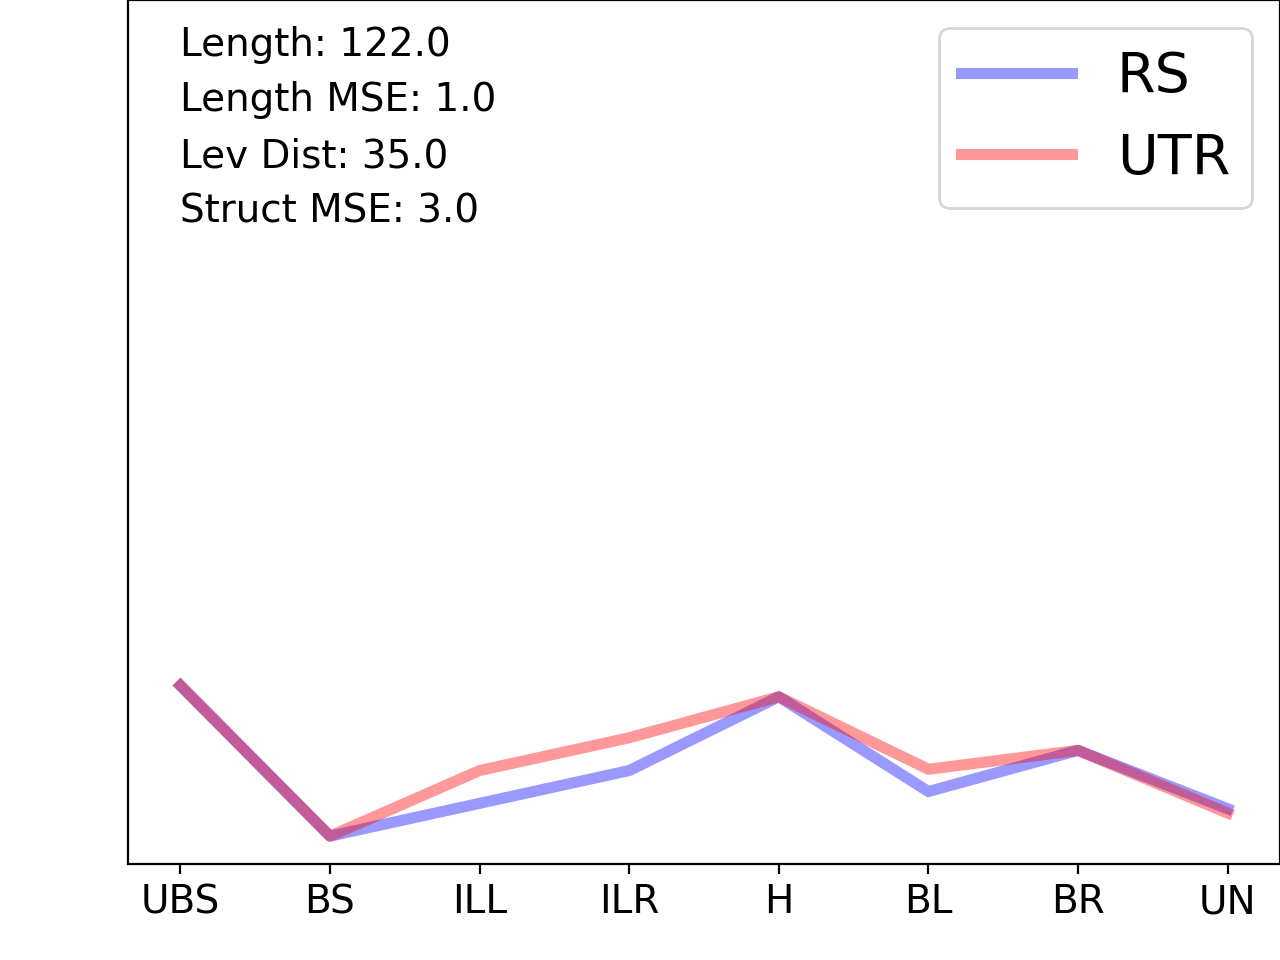 Length: 122.0
Length MSE: 1.0
Lev Dist: 35.0
Struct MSE: 3.0
RS
UTR
UBS BS ILL ILR H BL BR UN